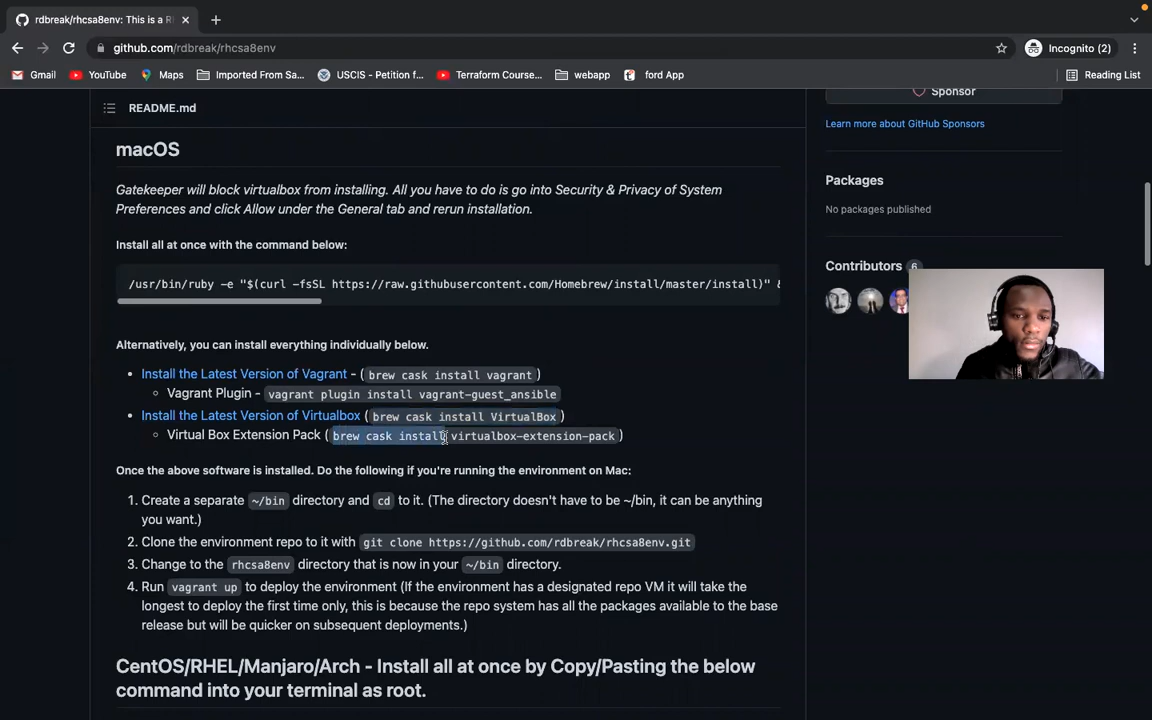 rdbreak/rhcsa8env: This is a R
github.com/rdbreak/rhcsa8env
Incognito (2)
Gmail
YouTube
Maps
Imported From Sa...
USCIS - Petition f...
Terraform Course...
webapp
ford App
Reading List
README.md
Sponsor
Learn more about GitHub Sponsors
Packages
No packages published
Contributors 6
macOS
Gatekeeper will block virtualbox from installing. All you have to do is go into Security & Privacy of System
Preferences and click Allow under the General tab and rerun installation.
Install all at once with the command below:
/usr/bin/ruby -e "$(curl -fsSL https://raw.githubusercontent.com/Homebrew/install/master/install)" &
Alternatively, you can install everything individually below.
• Install the Latest Version of Vagrant - ( brew cask install vagrant )
◦ Vagrant Plugin - vagrant plugin install vagrant-guest_ansible
• Install the Latest Version of Virtualbox ( brew cask install VirtualBox )
◦ Virtual Box Extension Pack ( brew cask install virtualbox-extension-pack )
Once the above software is installed. Do the following if you're running the environment on Mac:
1. Create a separate ~/bin directory and cd to it. (The directory doesn't have to be ~/bin, it can be anything
you want.)
2. Clone the environment repo to it with git clone https://github.com/rdbreak/rhcsa8env.git
3. Change to the rhcsa8env directory that is now in your ~/bin directory.
4. Run vagrant up to deploy the environment (If the environment has a designated repo VM it will take the
longest to deploy the first time only, this is because the repo system has all the packages available to the base
release but will be quicker on subsequent deployments.)
CentOS/RHEL/Manjaro/Arch - Install all at once by Copy/Pasting the below
command into your terminal as root.